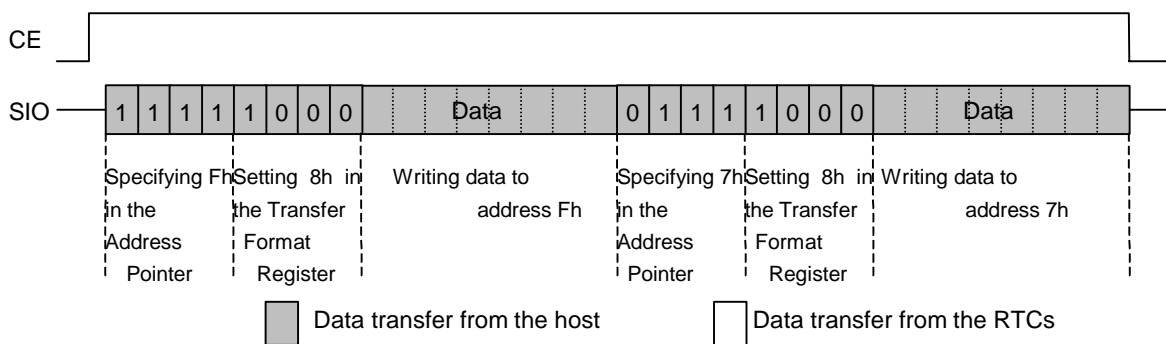 CE
SIO 1 1 1 1 1 0 0 0 Data 0 1 1 1 1 0 0 0 Data
Specifying Fh Setting 8h in Writing data to Specifying 7h Setting 8h in Writing data to
in the the Transfer address Fh in the the Transfer address 7h
Address Format Address Format
Pointer Register Pointer Register
Data transfer from the host Data transfer from the RTCs